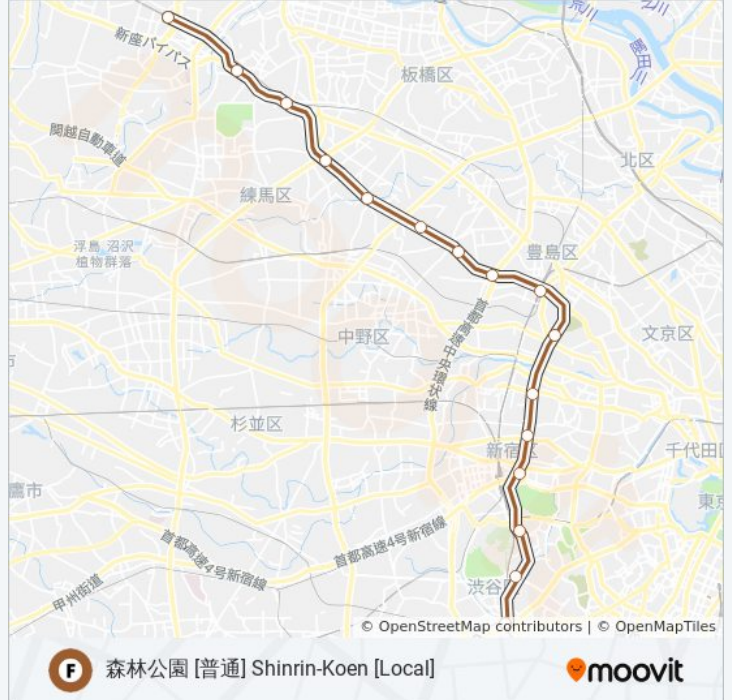 荒川
新座バイパス
隅田川
板橋区
関越自動車道
北区
練馬区
浮島 沼沢
植物群落
豊島区
首都高速中央環状線
中野区
文京区
杉並区
新宿区
千代田区
鷹市
東京
首都高速4号新宿線
首都高速4号新宿線
甲州街道
渋谷区
© OpenStreetMap contributors | © OpenMapTiles
F
森林公園 [普通] Shinrin-Koen [Local]
moovit